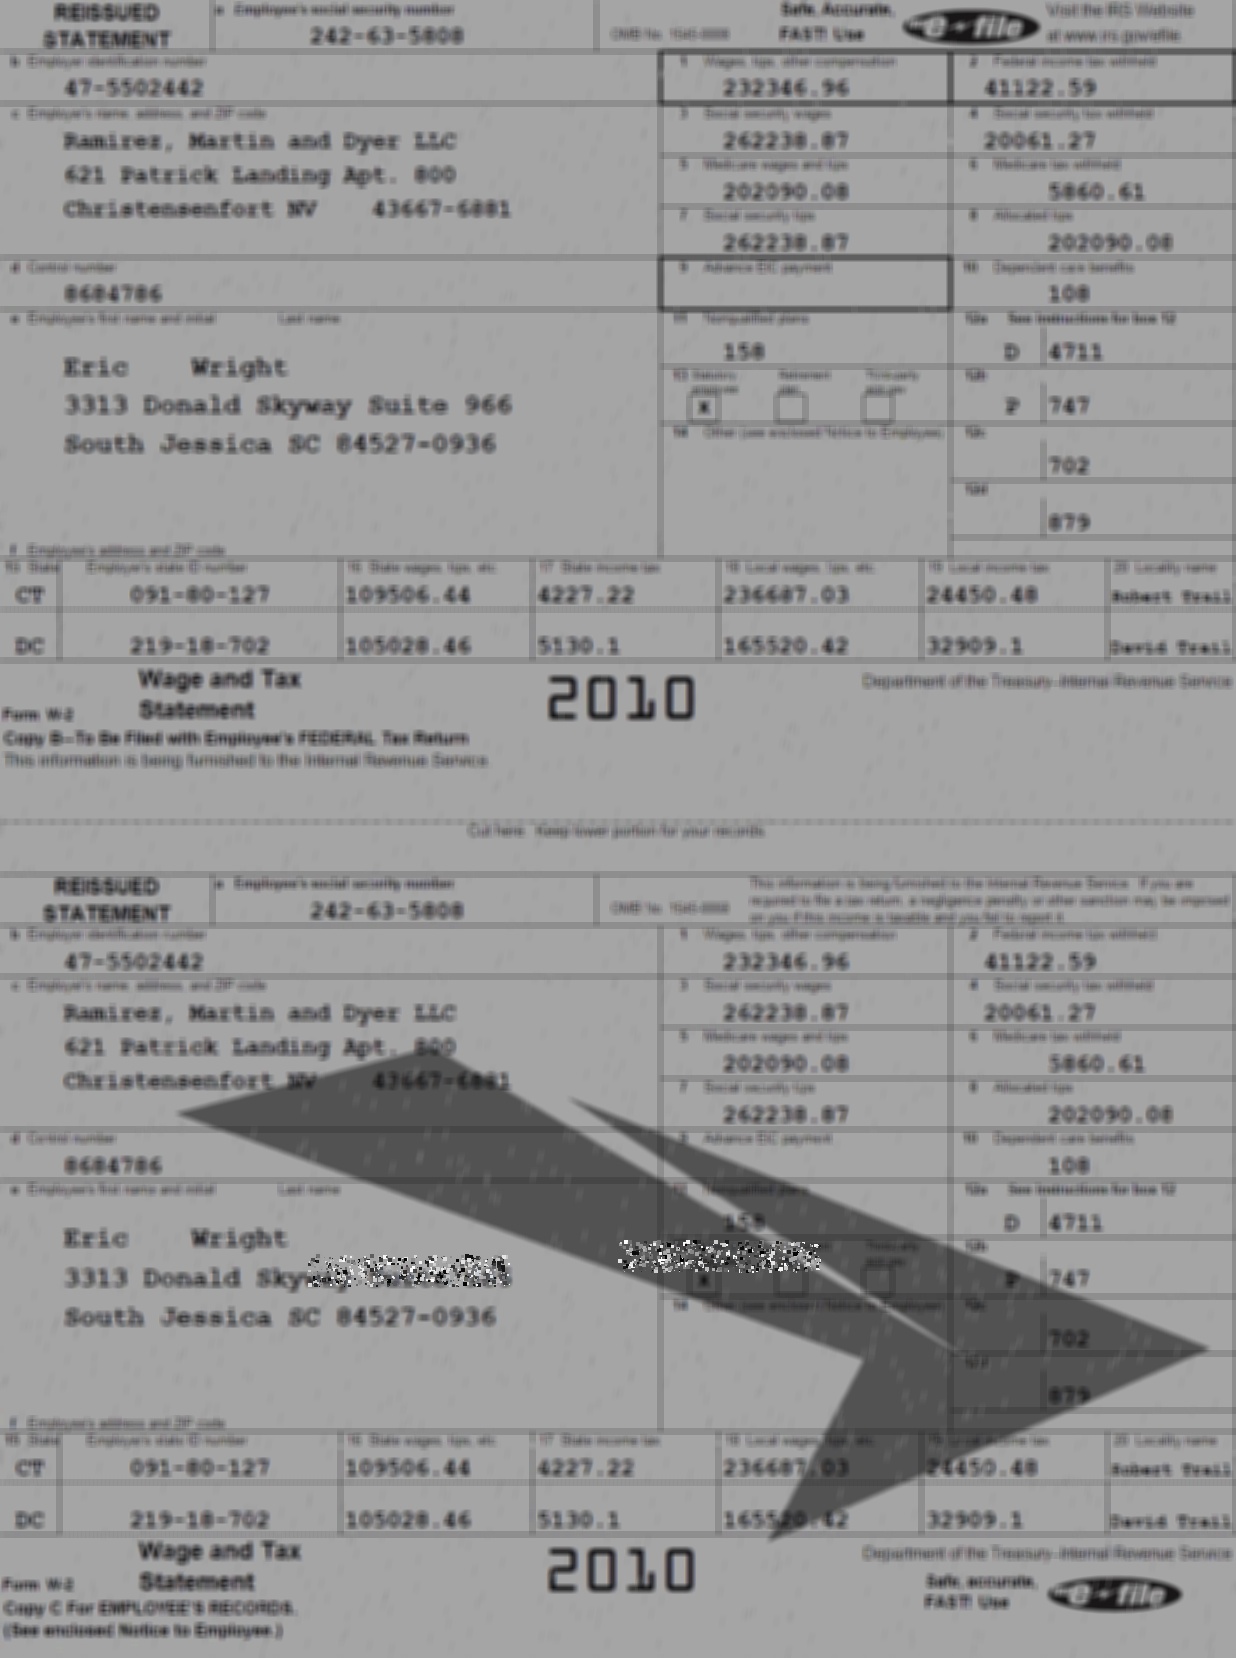 REISSUED STATEMENT
a Employee's social security number
242-63-5808
OMB No. 1545-0008
Safe, Accurate, FAST! Use
e file
Visit the IRS Website at www.irs.gov/efile.
b Employer identification number
47-5502442
1 Wages, tips, other compensation
232346.96
2 Federal income tax withheld
41122.59
c Employer's name, address, and ZIP code
Ramirez, Martin and Dyer LLC
621 Patrick Landing Apt. 800
Christensenfort NV 43667-6881
3 Social security wages
262238.87
4 Social security tax withheld
20061.27
5 Medicare wages and tips
202090.08
6 Medicare tax withheld
5860.61
7 Social security tips
262238.87
8 Allocated tips
202090.08
d Control number
8684786
9 Advance EIC payment
10 Dependent care benefits
108
e Employee's first name and initial Last name
Eric Wright
3313 Donald Skyway Suite 966
South Jessica SC 84527-0936
11 Nonqualified plans
158
12a See instructions for box 12
D 4711
13 Statutory employee
Retirement plan
Third-party sick pay
X
12b
P 747
14 Other (see enclosed Notice to Employee)
12c
702
12d
879
f Employee's address and ZIP code
15 State Employer's state ID number 16 State wages, tips, etc. 17 State income tax 18 Local wages, tips, etc. 19 Local income tax 20 Locality name
CT 091-80-127 109506.44 4227.22 236687.03 24450.48 Robert Trail
DC 219-18-702 105028.46 5130.1 165520.42 32909.1 David Trail
Wage and Tax
Form W-2 Statement
2010
Department of the Treasury-Internal Revenue Service
Copy B-To Be Filed with Employee's FEDERAL Tax Return
This information is being furnished to the Internal Revenue Service.
Cut here. Keep lower portion for your records.
REISSUED STATEMENT
a Employee's social security number
242-63-5808
OMB No. 1545-0008
This information is being furnished to the Internal Revenue Service. If you are
required to file a tax return, a negligence penalty or other sanction may be imposed
on you if this income is taxable and you fail to report it.
b Employer identification number
47-5502442
1 Wages, tips, other compensation
232346.96
2 Federal income tax withheld
41122.59
c Employer's name, address, and ZIP code
Ramirez, Martin and Dyer LLC
621 Patrick Landing Apt. 800
Christensenfort NV 43667-6881
3 Social security wages
262238.87
4 Social security tax withheld
20061.27
5 Medicare wages and tips
202090.08
6 Medicare tax withheld
5860.61
7 Social security tips
262238.87
8 Allocated tips
202090.08
d Control number
8684786
9 Advance EIC payment
10 Dependent care benefits
108
e Employee's first name and initial Last name
Eric Wright
3313 Donald
South Jessica SC 84527-0936
11 Nonqualified plans
158
12a See instructions for box 12
D 4711
Third-party sick pay
X
12b
P 747
14 Other (see enclosed Notice to Employee)
12c
702
12d
879
f Employee's address and ZIP code
15 State Employer's state ID number 16 State wages, tips, etc. 17 State income tax 18 Local wages, tips, etc. 19 Local income tax 20 Locality name
CT 091-80-127 109506.44 4227.22 236687.03 24450.48 Robert Trail
DC 219-18-702 105028.46 5130.1 165520.42 32909.1 David Trail
Wage and Tax
Form W-2 Statement
2010
Department of the Treasury-Internal Revenue Service
Safe, accurate, FAST! Use
e file
Copy C For EMPLOYEE'S RECORDS.
(See enclosed Notice to Employee.)